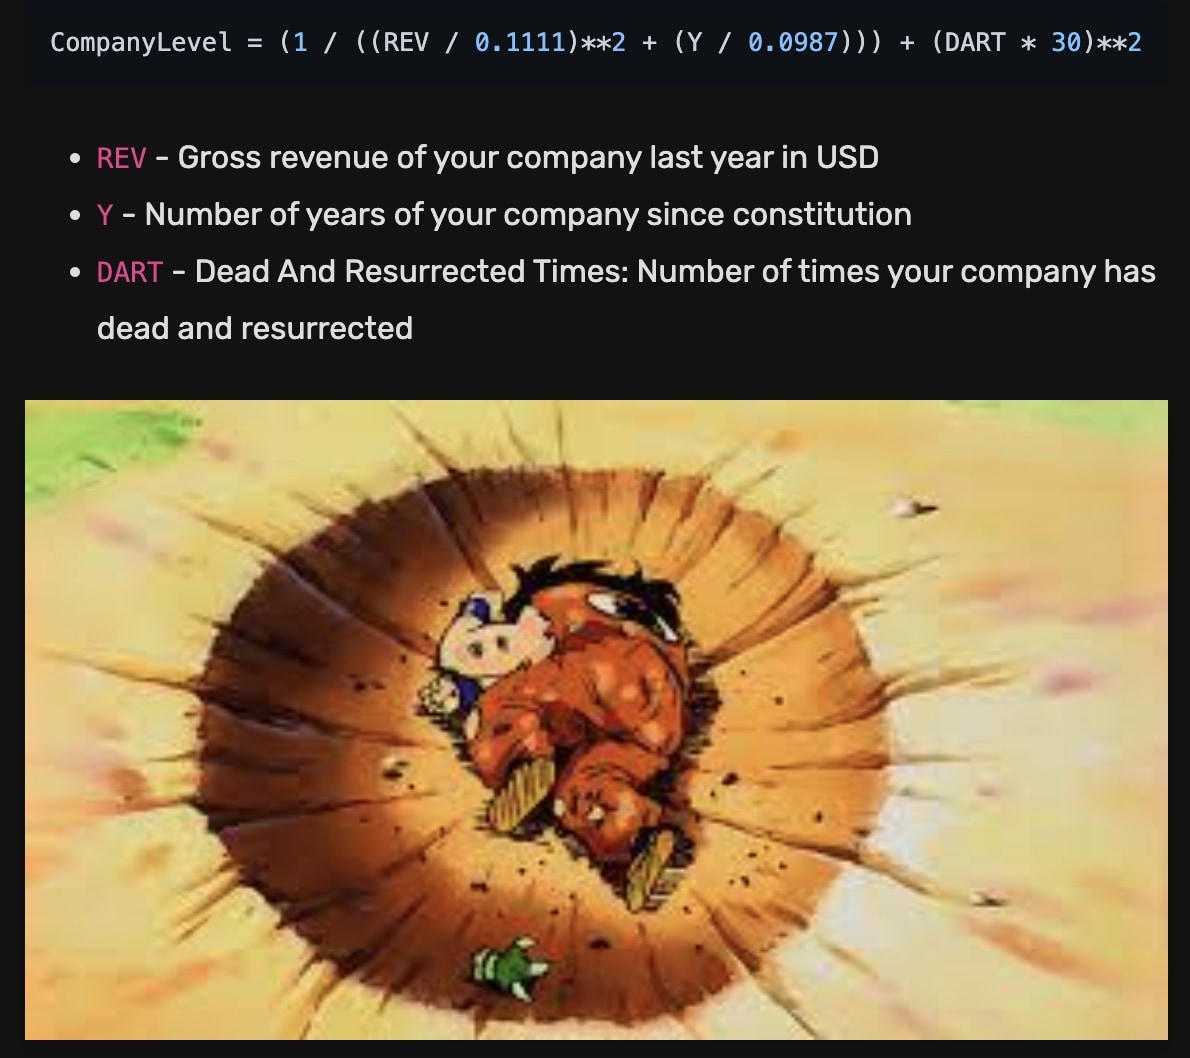 CompanyLevel = (1 / ((REV / 0.1111)**2 + (Y / 0.0987))) + (DART * 30)**2
• REV - Gross revenue of your company last year in USD
• Y - Number of years of your company since constitution
• DART - Dead And Resurrected Times: Number of times your company has
dead and resurrected